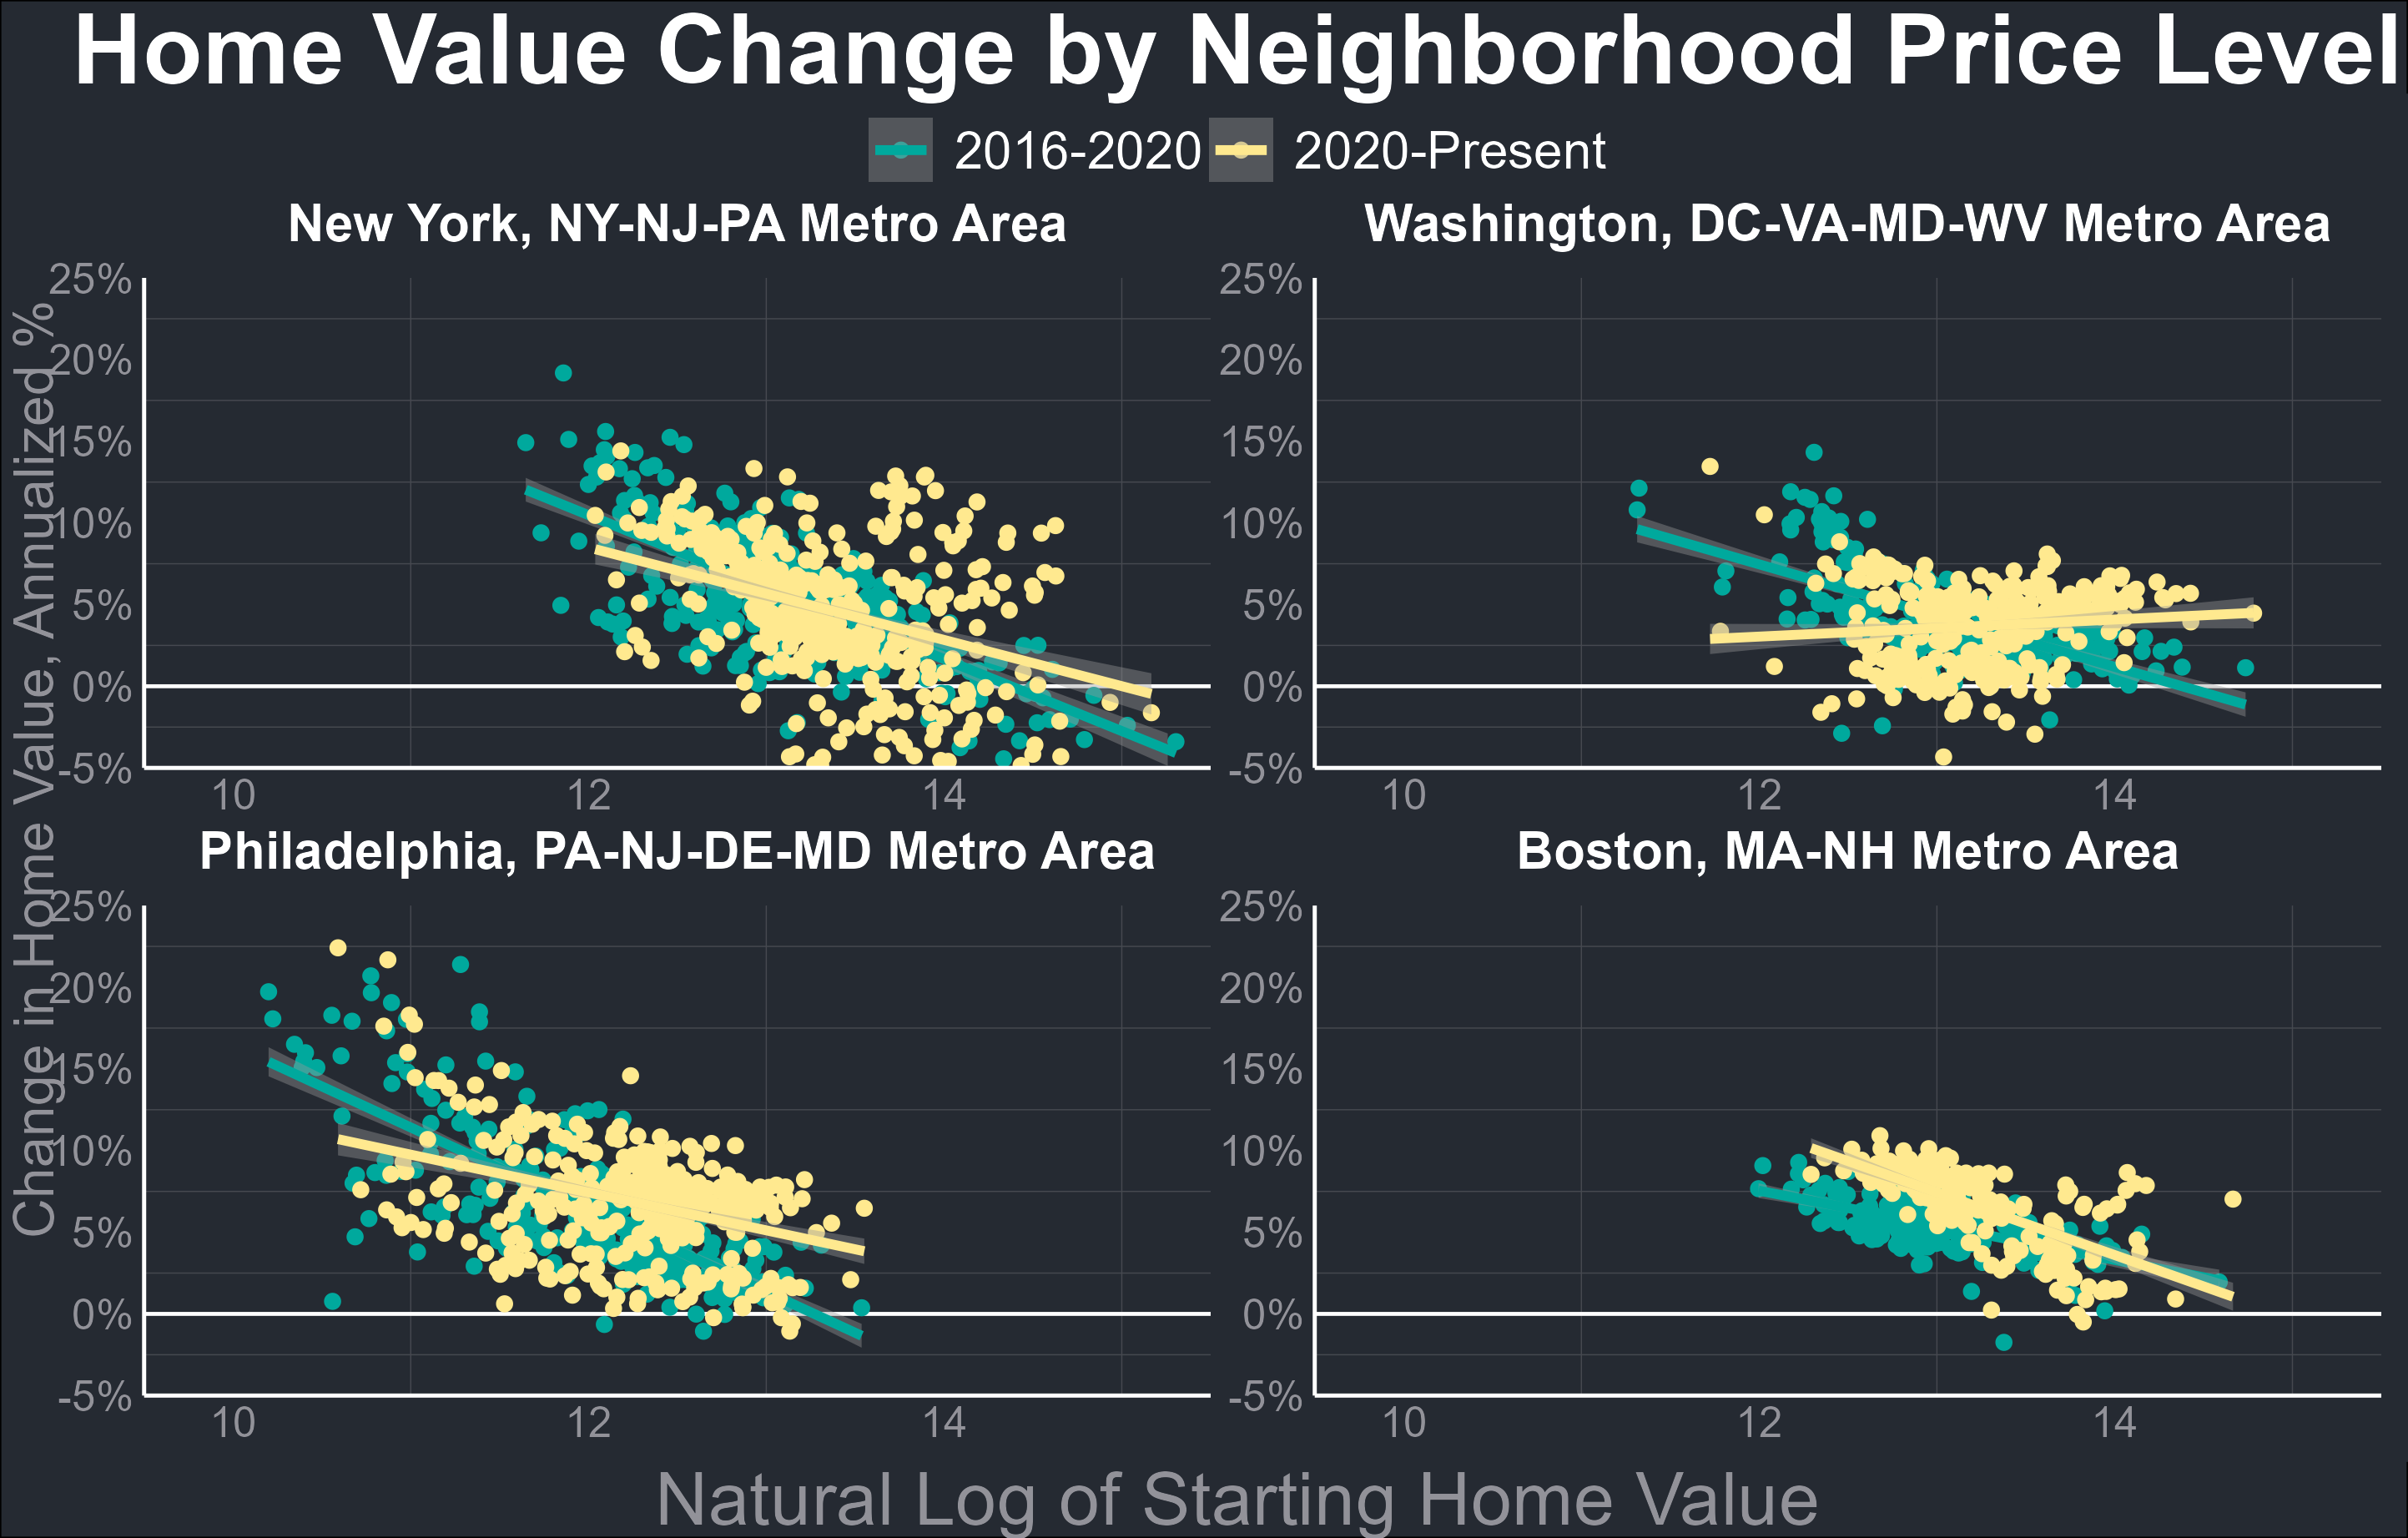 Home Value Change by Neighborhood Price Level
2016-2020 2020-Present
New York, NY-NJ-PA Metro Area
Washington, DC-VA-MD-WV Metro Area
25%
20%
15%
10%
5%
0%
-5%
10 12 14
25%
20%
15%
10%
5%
0%
-5%
10 12 14
Philadelphia, PA-NJ-DE-MD Metro Area
Boston, MA-NH Metro Area
25%
20%
15%
10%
5%
0%
-5%
10 12 14
25%
20%
15%
10%
5%
0%
-5%
10 12 14
Change in Home Value, Annualized %
Natural Log of Starting Home Value